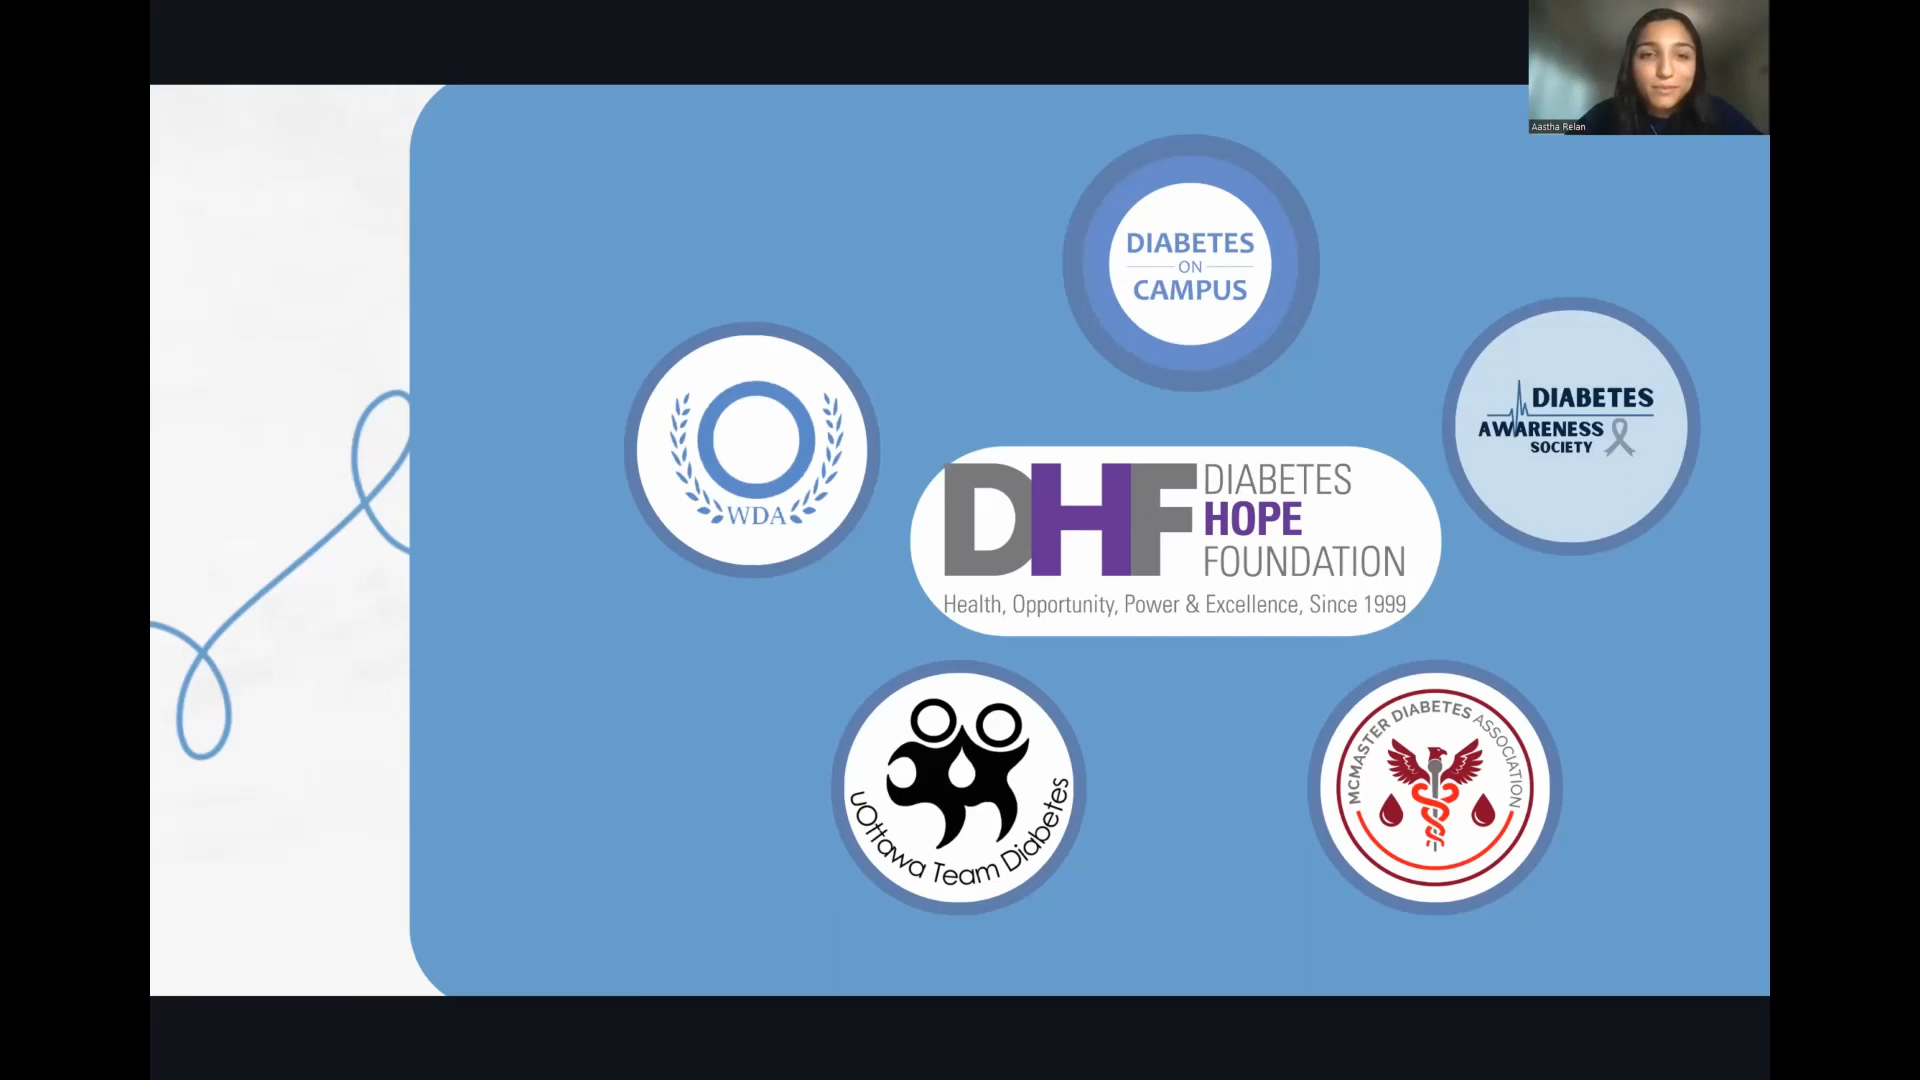 Aastha Relan
DIABETES
ON
CAMPUS
DIABETES
AWARENESS
SOCIETY
WDA
DHF
DIABETES
HOPE
FOUNDATION
Health, Opportunity, Power & Excellence, Since 1999
uOttawa Team Diabetes
MCMASTER DIABETES ASSOCIATION